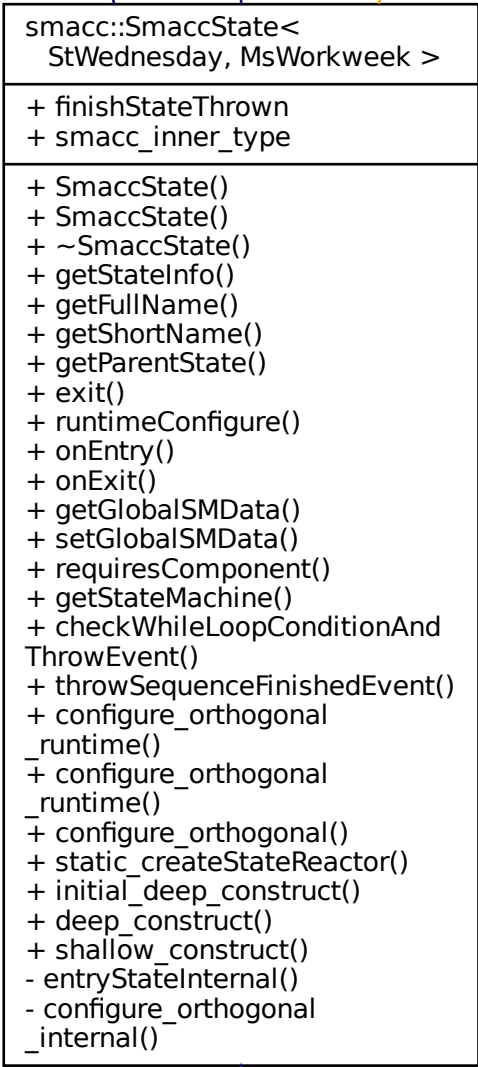 smacc::SmaccState<
StWednesday, MsWorkweek >
+ finishStateThrown
+ smacc_inner_type
+ SmaccState()
+ SmaccState()
+ ~SmaccState()
+ getStateInfo()
+ getFullName()
+ getShortName()
+ getParentState()
+ exit()
+ runtimeConfigure()
+ onEntry()
+ onExit()
+ getGlobalSMData()
+ setGlobalSMData()
+ requiresComponent()
+ getStateMachine()
+ checkWhileLoopConditionAnd
ThrowEvent()
+ throwSequenceFinishedEvent()
+ configure_orthogonal
_runtime()
+ configure_orthogonal
_runtime()
+ configure_orthogonal()
+ static_createStateReactor()
+ initial_deep_construct()
+ deep_construct()
+ shallow_construct()
- entryStateInternal()
- configure_orthogonal
_internal()